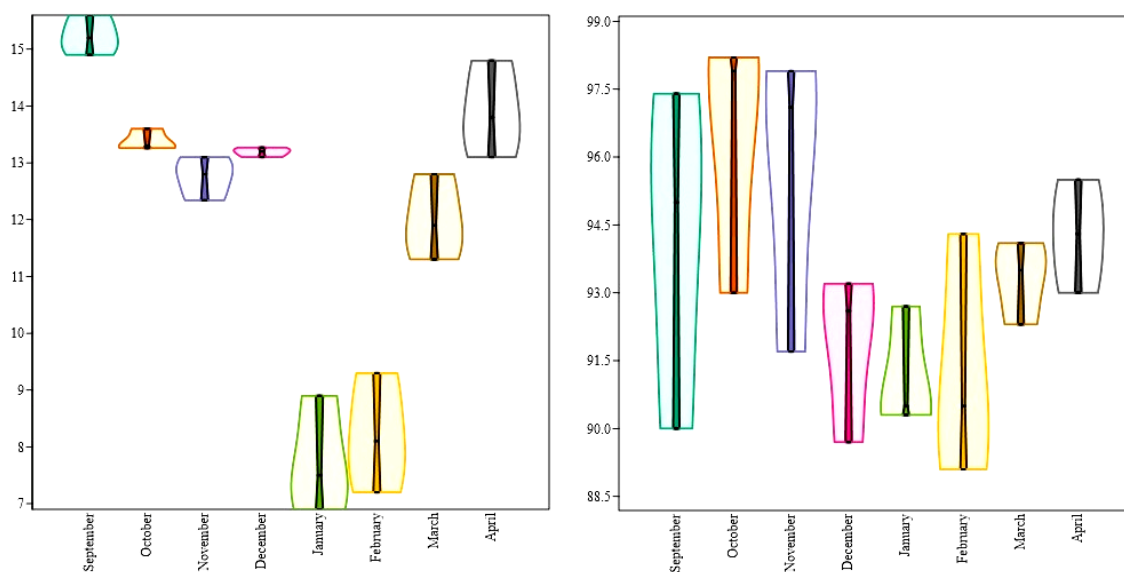 15
14
13
12
11
10
9
8
7
September
October
November
December
January
February
March
April
99.0
97.5
96.0
94.5
93.0
91.5
90.0
88.5
September
October
November
December
January
February
March
April